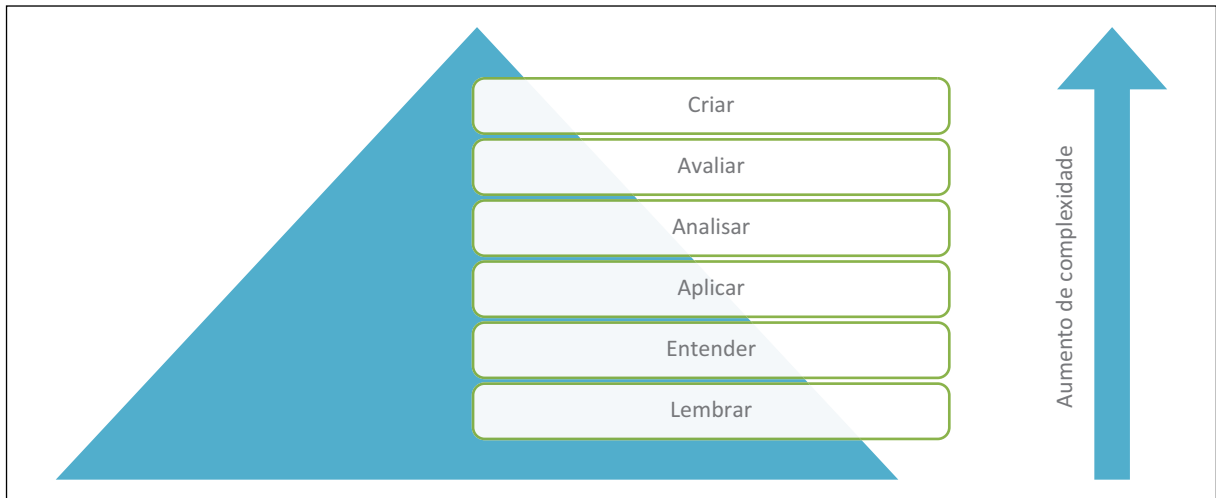 Criar
Avaliar
Analisar
Aplicar
Entender
Lembrar
Aumento de complexidade